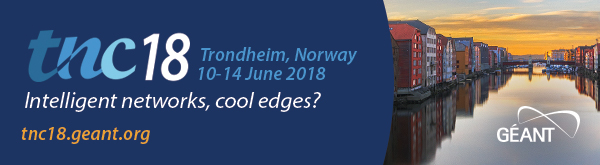 tnc18
Trondheim, Norway
10-14 June 2018
Intelligent networks, cool edges?
tnc18.geant.org
GÉANT